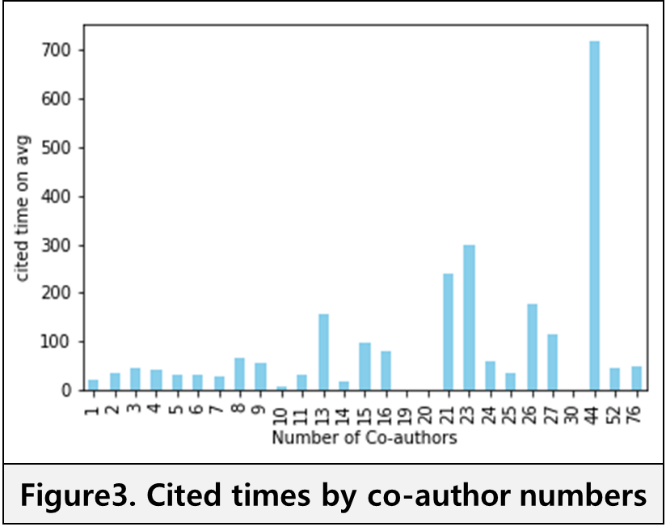 700
600
500
400
300
200
100
0
cited time on avg
1 2 3 4 5 6 7 8 9 10 11 13 14 15 16 19 20 21 23 24 25 26 27 30 44 52 76
Number of Co-authors
Figure3. Cited times by co-author numbers